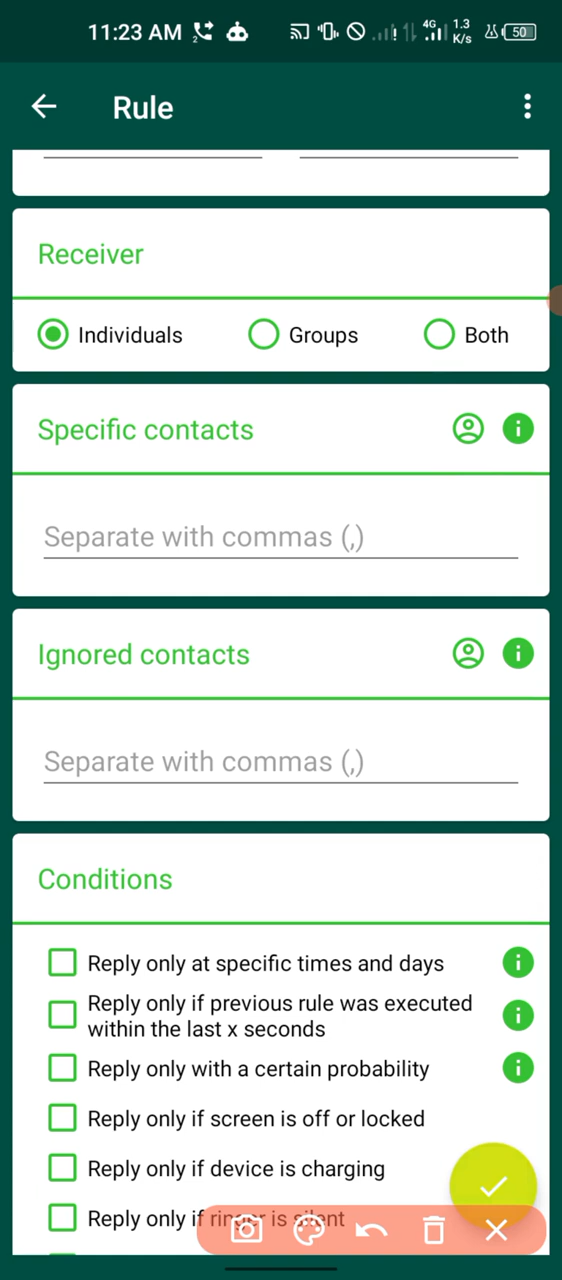 11:23 AM 2 4G 1.3 K/s 50
Rule
Receiver
Individuals Groups Both
Specific contacts
Separate with commas (,)
Ignored contacts
Separate with commas (,)
Conditions
Reply only at specific times and days
Reply only if previous rule was executed
within the last x seconds
Reply only with a certain probability
Reply only if screen is off or locked
Reply only if device is charging
Reply only if ringer is silent